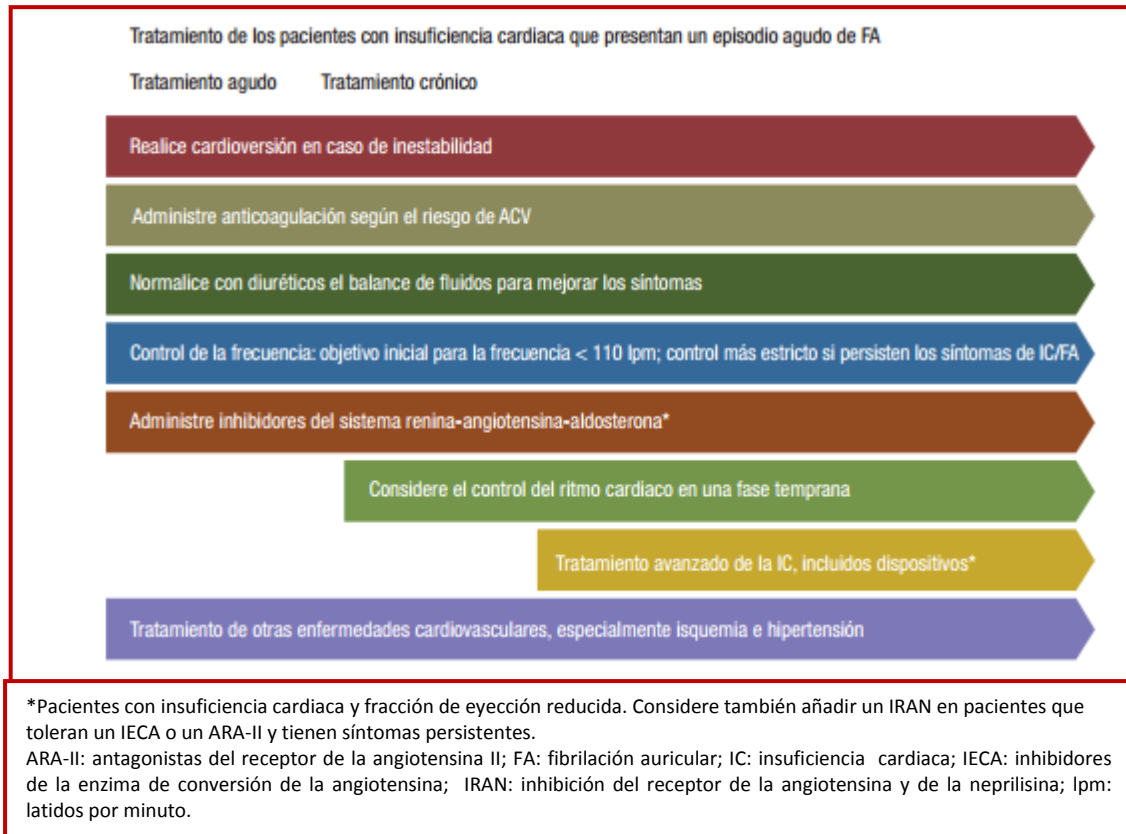 Tratamiento de los pacientes con insuficiencia cardiaca que presentan un episodio agudo de FA
Tratamiento agudo Tratamiento crónico
Realice cardioversión en caso de inestabilidad
Administre anticoagulación según el riesgo de ACV
Normalice con diuréticos el balance de fluidos para mejorar los síntomas
Control de la frecuencia: objetivo inicial para la frecuencia < 110 lpm; control más estricto si persisten los síntomas de IC/FA
Administre inhibidores del sistema renina-angiotensina-aldosterona*
Considere el control del ritmo cardiaco en una fase temprana
Tratamiento avanzado de la IC, incluidos dispositivos*
Tratamiento de otras enfermedades cardiovasculares, especialmente isquemia e hipertensión
*Pacientes con insuficiencia cardiaca y fracción de eyección reducida. Considere también añadir un IRAN en pacientes que
toleran un IECA o un ARA-II y tienen síntomas persistentes.
ARA-II: antagonistas del receptor de la angiotensina II; FA: fibrilación auricular; IC: insuficiencia cardiaca; IECA: inhibidores
de la enzima de conversión de la angiotensina; IRAN: inhibición del receptor de la angiotensina y de la neprilisina; lpm:
latidos por minuto.